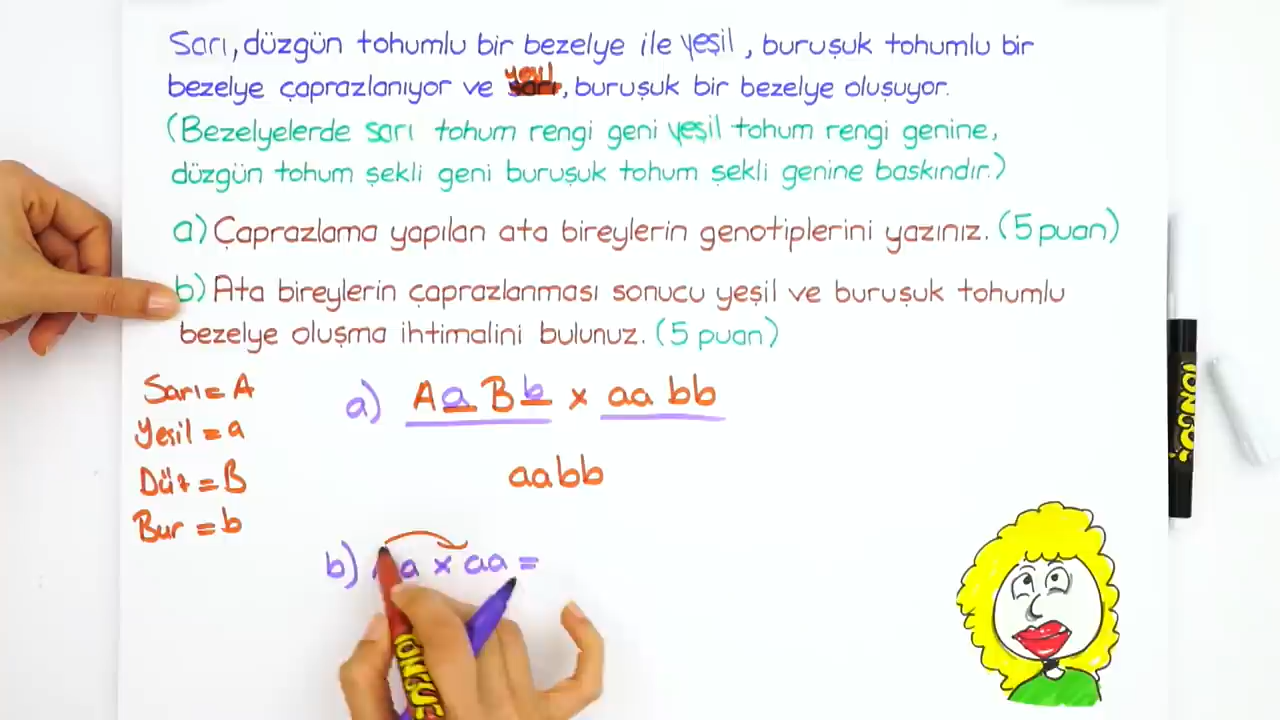 Sarı, düzgün tohumlu bir bezelye ile yeşil, buruşuk tohumlu bir
bezelye çaprazlanıyor ve yeşil, buruşuk bir bezelye oluşuyor.
(Bezelyelerde sarı tohum rengi geni yeşil tohum rengi genine,
düzgün tohum şekli geni buruşuk tohum şekli genine baskındır.)
a) Çaprazlama yapılan ata bireylerin genotiplerini yazınız. (5 puan)
b) Ata bireylerin çaprazlanması sonucu yeşil ve buruşuk tohumlu
bezelye oluşma ihtimalini bulunuz. (5 puan)
Sarı = A
Yeşil = a
Düz = B
Bur = b
a) A a B b x aa bb
aabb
b) a x aa =
TONGUÇ